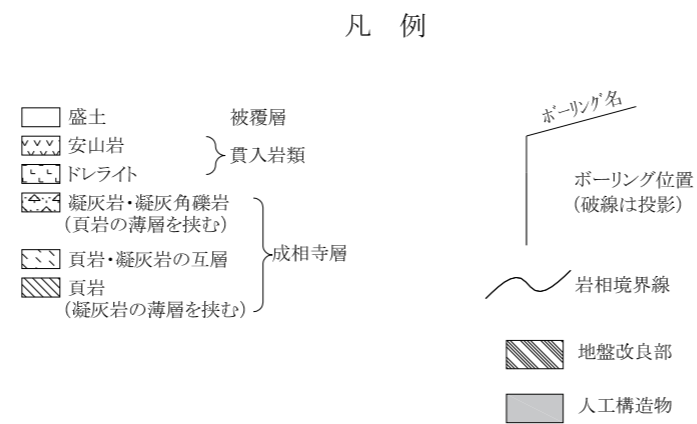 凡 例
盛土 被覆層
安山岩
貫入岩類
ドレライト
凝灰岩・凝灰角礫岩
(頁岩の薄層を挟む)
成相寺層
頁岩・凝灰岩の互層
頁岩
(凝灰岩の薄層を挟む)
ボーリング名
ボーリング位置
(破線は投影)
岩相境界線
地盤改良部
人工構造物